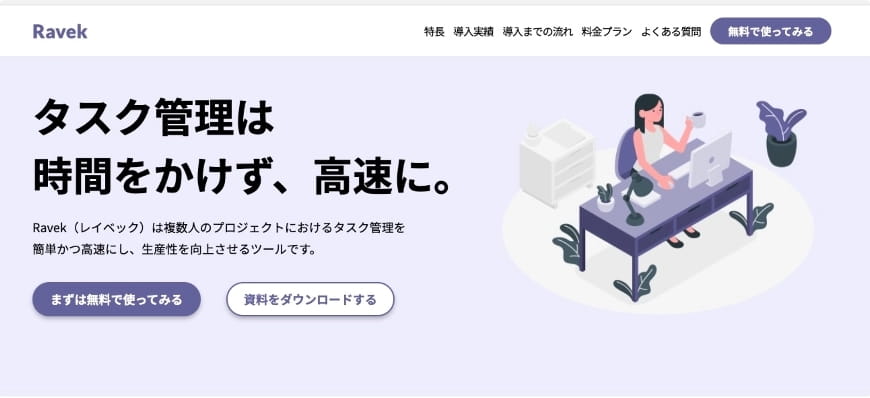 Ravek
特長 導入実績 導入までの流れ 料金プラン よくある質問 無料で使ってみる
タスク管理は
時間をかけず、高速に。
Ravek（レイベック）は複数人のプロジェクトにおけるタスク管理を
簡単かつ高速にし、生産性を向上させるツールです。
まずは無料で使ってみる 資料をダウンロードする